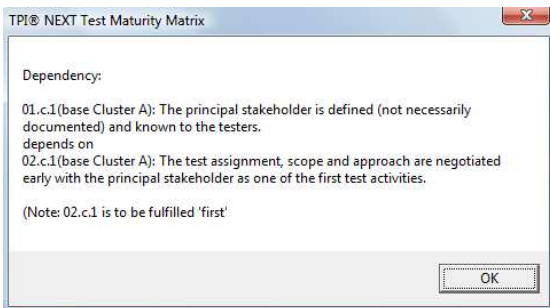 TPI® NEXT Test Maturity Matrix
Dependency:
01.c.1(base Cluster A): The principal stakeholder is defined (not necessarily
documented) and known to the testers.
depends on
02.c.1(base Cluster A): The test assignment, scope and approach are negotiated
early with the principal stakeholder as one of the first test activities.
(Note: 02.c.1 is to be fulfilled 'first'
OK